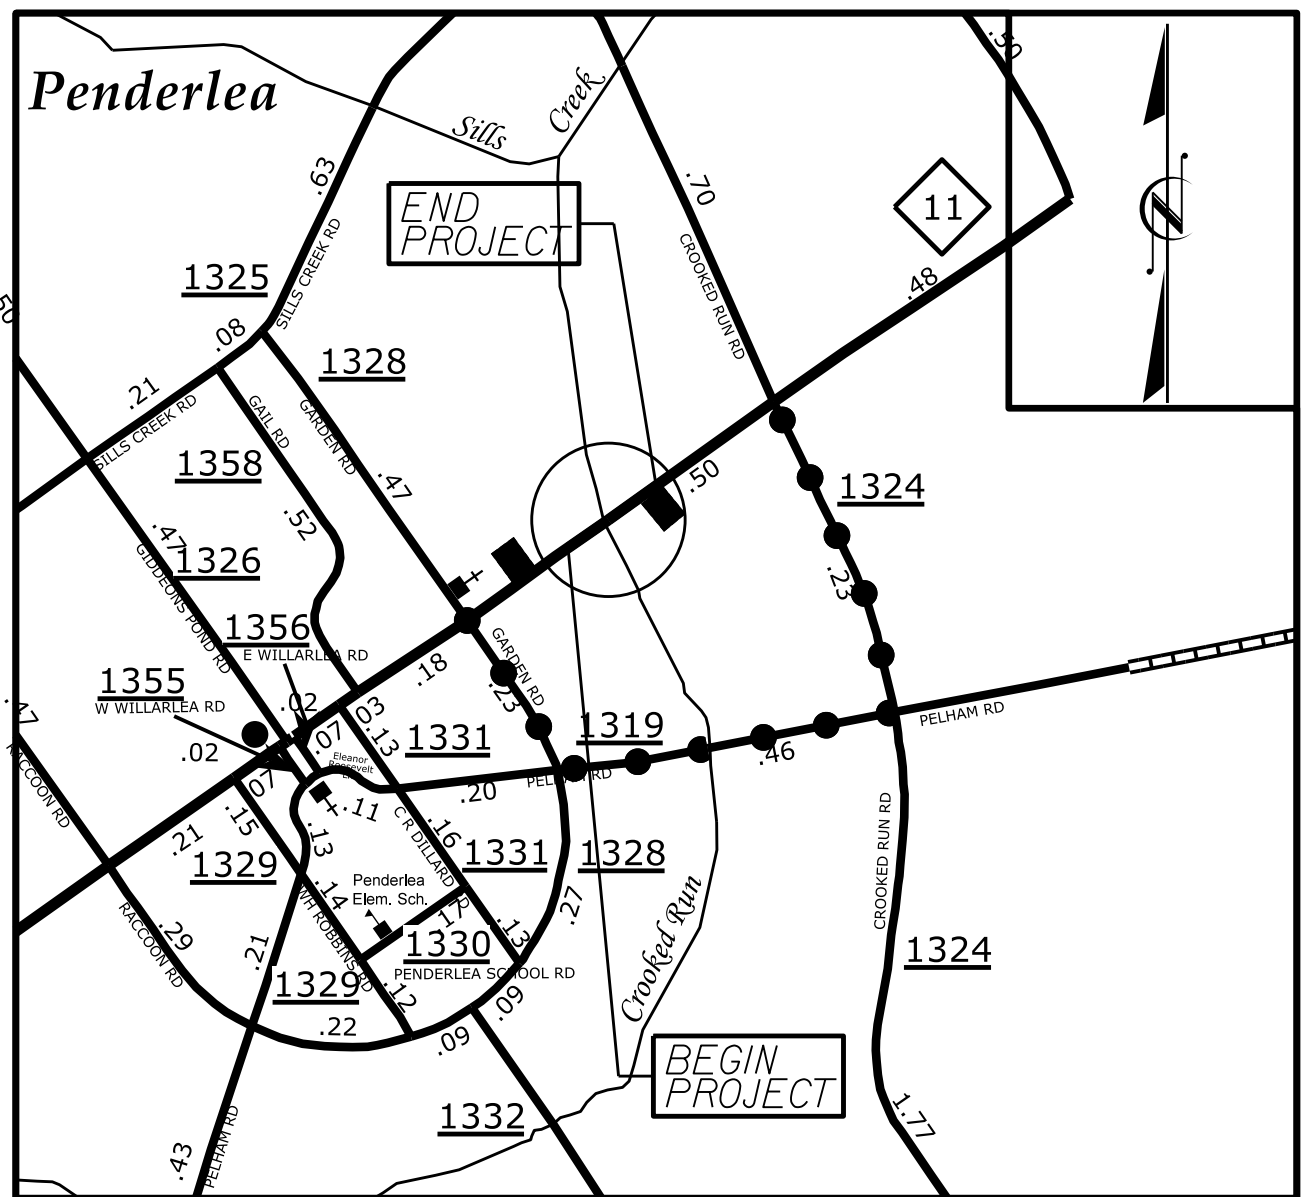 Penderlea
.50
Sills
Creek
.63
.70
11
END
PROJECT
SILLS CREEK RD
CROOKED RUN RD
.48
1325
.08
1328
.21
SILLS CREEK RD
GAIL RD
GARDEN RD
1358
.47
.50
1324
.52
.47
1326
GIDDEONS POND RD
.23
1356
E WILLARLEA RD
GARDEN RD
.18
1355
W WILLARLEA RD
.02
.03
.23
.47
.02
.07
.13
1331
1319
PELHAM RD
Eleanor
Roosevelt
.46
RACCOON RD
.07
.11
.20
PELHAM RD
.15
.13
C R DILLARD RD
.16
CROOKED RUN RD
.21
1329
1331
1328
.14
Penderlea
Elem. Sch.
.27
RACCOON RD
.29
WH ROBBINS RD
.17
.13
Crooked Run
.21
1330
1324
PENDERLEA SCHOOL RD
1329
.12
.09
.22
.09
BEGIN
PROJECT
1332
1.77
.43
PELHAM RD